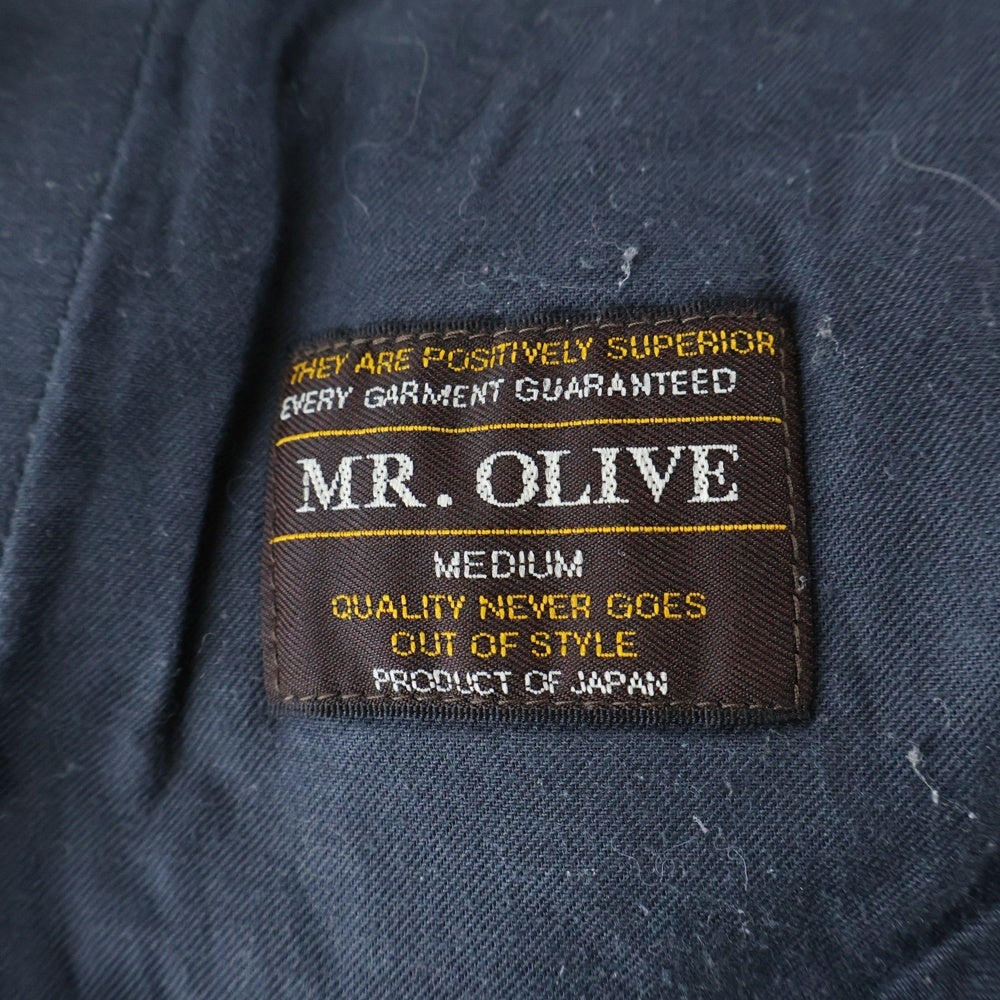 THEY ARE POSITIVELY SUPERIOR
EVERY GARMENT GUARANTEED
MR. OLIVE
MEDIUM
QUALITY NEVER GOES
OUT OF STYLE
PRODUCT OF JAPAN